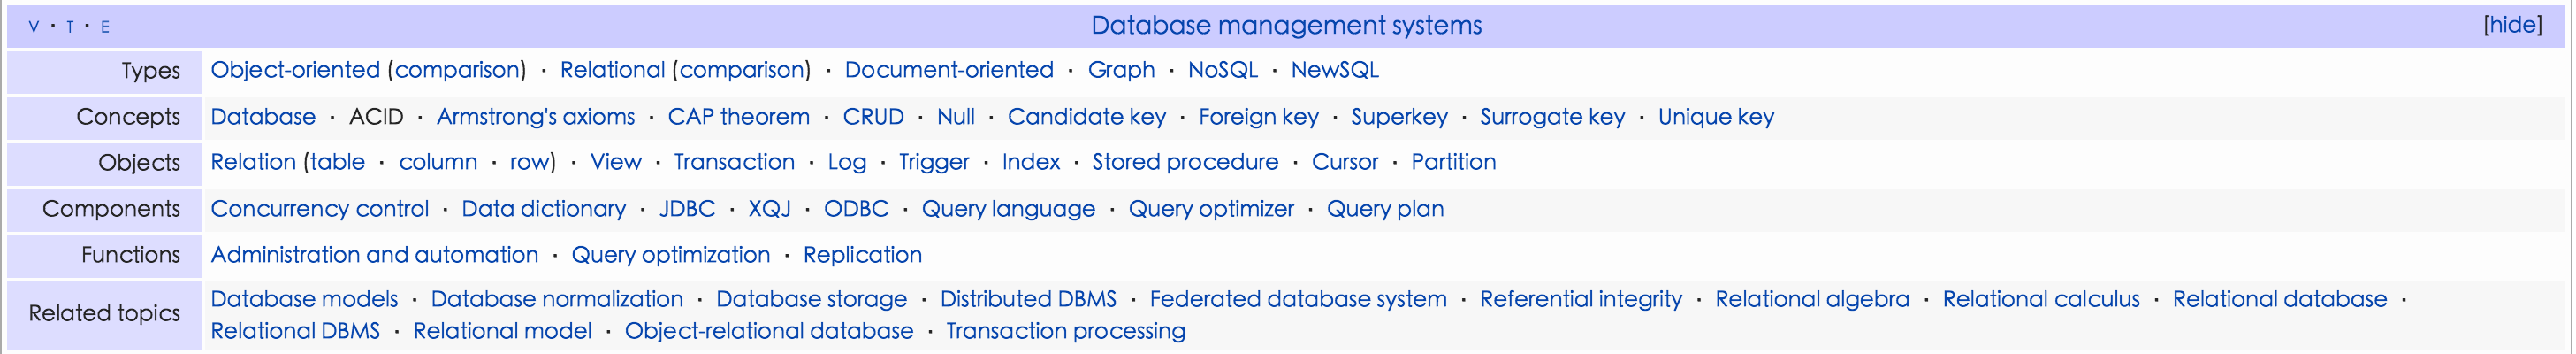 V · T · E Database management systems [hide]
Types Object-oriented (comparison) · Relational (comparison) · Document-oriented · Graph · NoSQL · NewSQL
Concepts Database · ACID · Armstrong's axioms · CAP theorem · CRUD · Null · Candidate key · Foreign key · Superkey · Surrogate key · Unique key
Objects Relation (table · column · row) · View · Transaction · Log · Trigger · Index · Stored procedure · Cursor · Partition
Components Concurrency control · Data dictionary · JDBC · XQJ · ODBC · Query language · Query optimizer · Query plan
Functions Administration and automation · Query optimization · Replication
Related topics Database models · Database normalization · Database storage · Distributed DBMS · Federated database system · Referential integrity · Relational algebra · Relational calculus · Relational database ·
Relational DBMS · Relational model · Object-relational database · Transaction processing